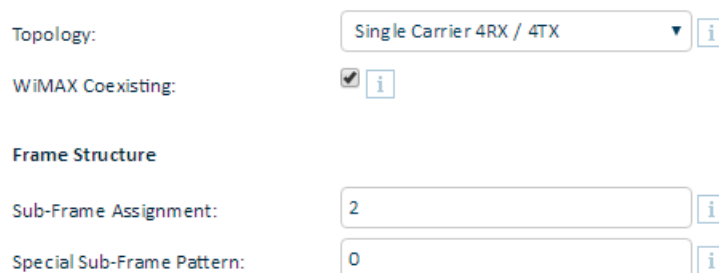 Topology: Single Carrier 4RX / 4TX i
WiMAX Coexisting: i
Frame Structure
Sub-Frame Assignment: 2 i
Special Sub-Frame Pattern: 0 i